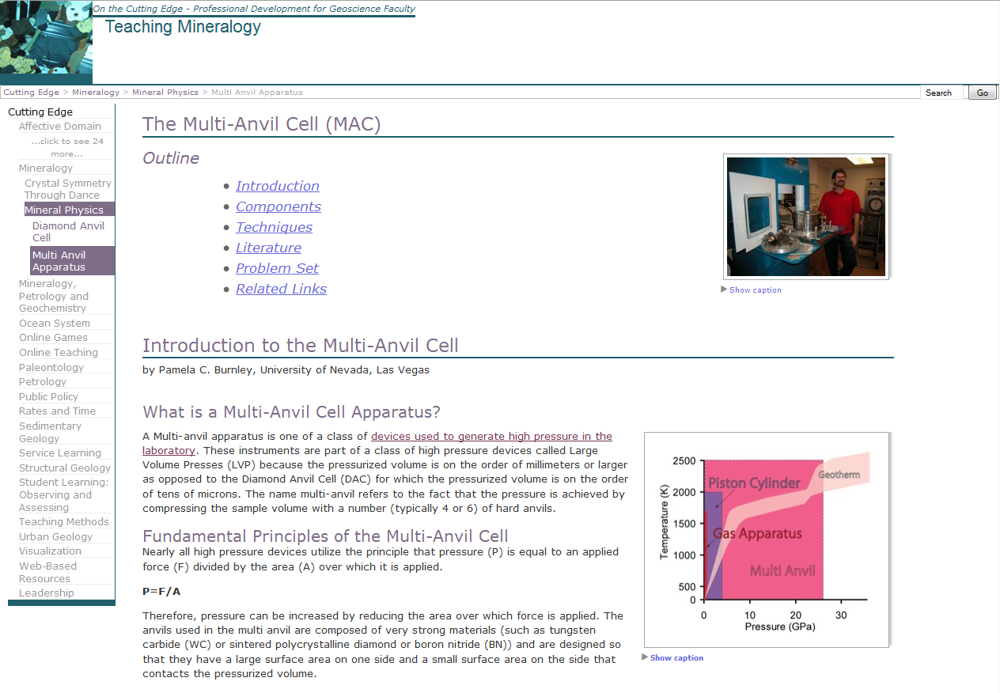 On the Cutting Edge - Professional Development for Geoscience Faculty
Teaching Mineralogy
Cutting Edge > Mineralogy > Mineral Physics > Multi Anvil Apparatus
Search
Go
Cutting Edge
Affective Domain
...click to see 24
more...
Mineralogy
Crystal Symmetry
Through Dance
Mineral Physics
Diamond Anvil
Cell
Multi Anvil
Apparatus
Mineralogy,
Petrology and
Geochemistry
Ocean System
Online Games
Online Teaching
Paleontology
Petrology
Public Policy
Rates and Time
Sedimentary
Geology
Service Learning
Structural Geology
Student Learning:
Observing and
Assessing
Teaching Methods
Urban Geology
Visualization
Web-Based
Resources
Leadership
The Multi-Anvil Cell (MAC)
Outline
Introduction
Components
Techniques
Literature
Problem Set
Related Links
Show caption
Introduction to the Multi-Anvil Cell
by Pamela C. Burnley, University of Nevada, Las Vegas
What is a Multi-Anvil Cell Apparatus?
A Multi-anvil apparatus is one of a class of devices used to generate high pressure in the
laboratory. These instruments are part of a class of high pressure devices called Large
Volume Presses (LVP) because the pressurized volume is on the order of millimeters or larger
as opposed to the Diamond Anvil Cell (DAC) for which the pressurized volume is on the order
of tens of microns. The name multi-anvil refers to the fact that the pressure is achieved by
compressing the sample volume with a number (typically 4 or 6) of hard anvils.
Fundamental Principles of the Multi-Anvil Cell
Nearly all high pressure devices utilize the principle that pressure (P) is equal to an applied
force (F) divided by the area (A) over which it is applied.
P=F/A
Therefore, pressure can be increased by reducing the area over which force is applied. The
anvils used in the multi anvil are composed of very strong materials (such as tungsten
carbide (WC) or sintered polycrystalline diamond or boron nitride (BN)) and are designed so
that they have a large surface area on one side and a small surface area on the side that
contacts the pressurized volume.
Temperature (K)
2500
2000
1500
1000
500
0
Piston Cylinder
Geotherm
Gas Apparatus
Multi Anvil
0 10 20 30
Pressure (GPa)
Show caption